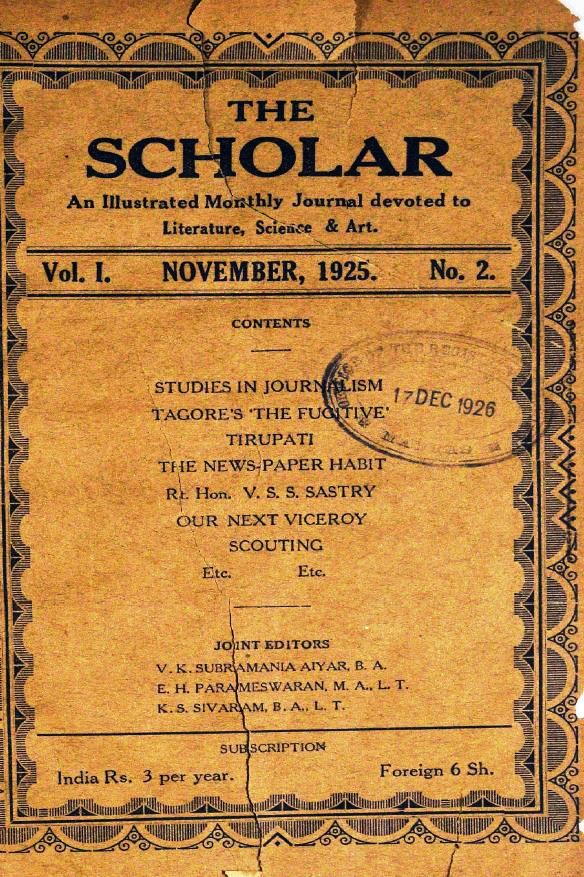 THE
SCHOLAR
An Illustrated Monthly Journal devoted to
Literature, Science & Art.
Vol. I. NOVEMBER, 1925. No. 2.
CONTENTS
STUDIES IN JOURNALISM
TAGORE'S 'THE FUGITIVE'
TIRUPATI
THE NEWS-PAPER HABIT
Rt. Hon. V. S. S. SASTRY
OUR NEXT VICEROY
SCOUTING
Etc. Etc.
17 DEC 1926
JOINT EDITORS
V. K. SUBRAMANIA AIYAR, B. A.
E. H. PARAMESWARAN, M. A., L. T.
K. S. SIVARAM, B. A., L. T.
SUBSCRIPTION
India Rs. 3 per year. Foreign 6 Sh.